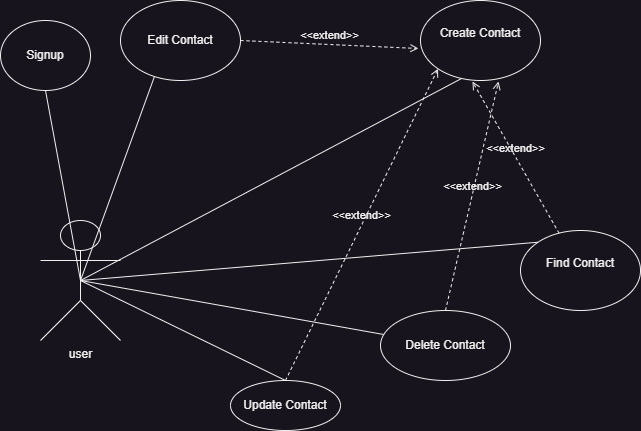 Edit Contact
<<extend>>
Create Contact
Signup
<<extend>>
<<extend>>
<<extend>>
Find Contact
user
Delete Contact
Update Contact